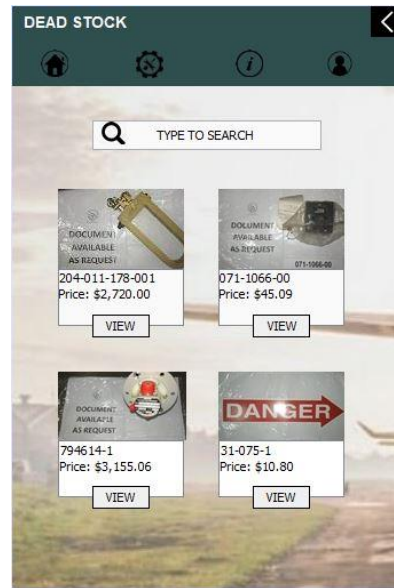 DEAD STOCK
i
TYPE TO SEARCH
DOCUMENT
AVAILABLE
AS REQUEST
204-011-178-001
Price: $2,720.00
VIEW
DOCUMENT
AVAILABLE
AS REQUEST
071-1066-00
071-1066-00
Price: $45.09
VIEW
DOCUMENT
AVAILABLE
AS REQUEST
794614-1
Price: $3,155.06
VIEW
DANGER
31-075-1
Price: $10.80
VIEW